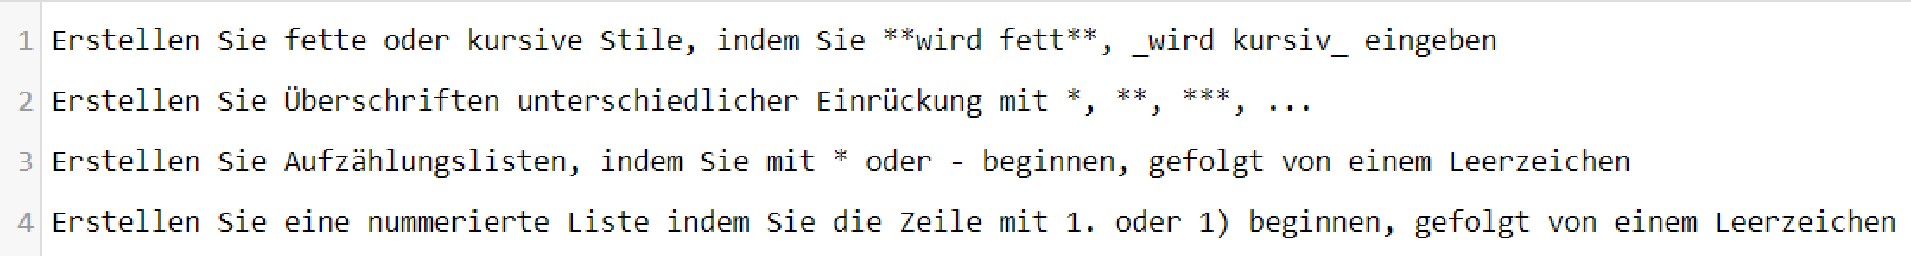 1 Erstellen Sie fette oder kursive Stile, indem Sie **wird fett**, _wird kursiv_ eingeben
2 Erstellen Sie Überschriften unterschiedlicher Einrückung mit *, **, ***, ...
3 Erstellen Sie Aufzählungslisten, indem Sie mit * oder - beginnen, gefolgt von einem Leerzeichen
4 Erstellen Sie eine nummerierte Liste indem Sie die Zeile mit 1. oder 1) beginnen, gefolgt von einem Leerzeichen